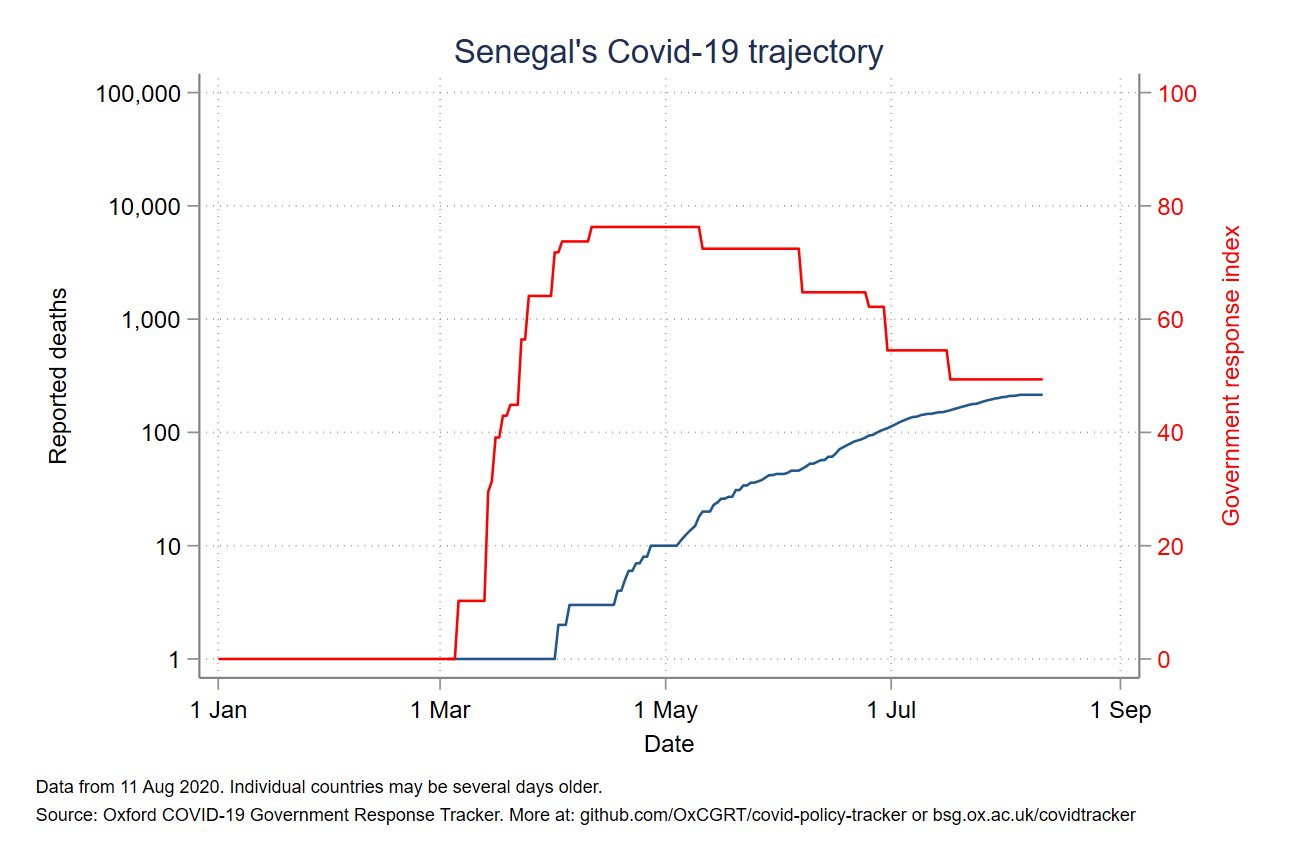 Senegal's Covid-19 trajectory
100,000
10,000
1,000
100
10
1
Reported deaths
100
80
60
40
20
0
Government response index
1 Jan
1 Mar
1 May
1 Jul
1 Sep
Date
Data from 11 Aug 2020. Individual countries may be several days older.
Source: Oxford COVID-19 Government Response Tracker. More at: github.com/OxCGRT/covid-policy-tracker or bsg.ox.ac.uk/covidtracker